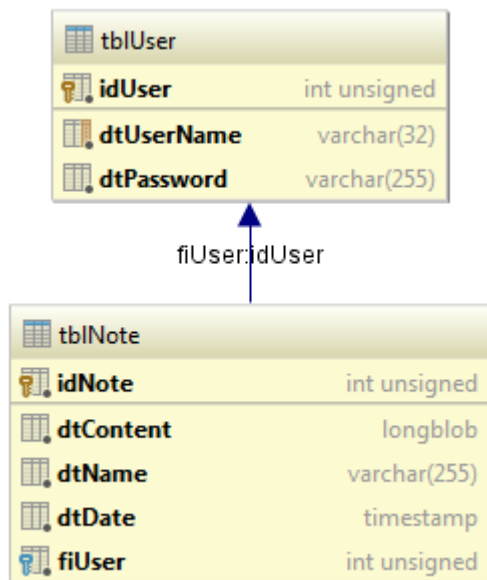 tblUser
idUser int unsigned
dtUserName varchar(32)
dtPassword varchar(255)
fiUser:idUser
tblNote
idNote int unsigned
dtContent longblob
dtName varchar(255)
dtDate timestamp
fiUser int unsigned